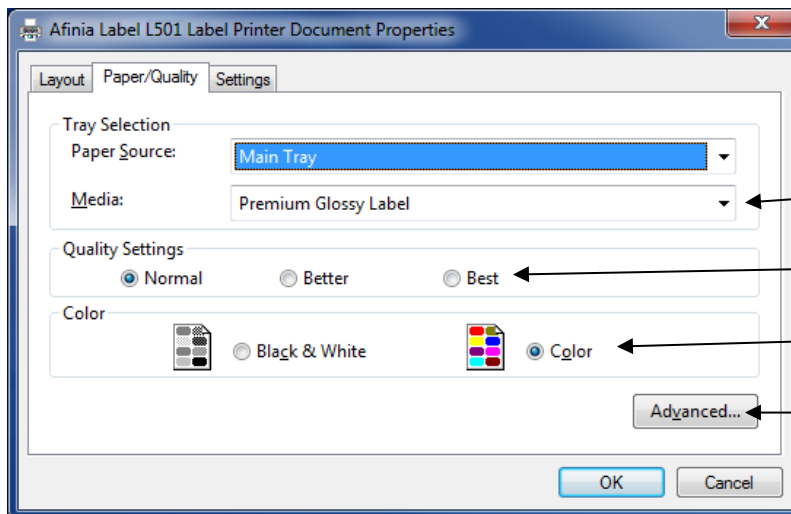 Afinia Label L501 Label Printer Document Properties
Layout Paper/Quality Settings
Tray Selection
Paper Source: Main Tray
Media: Premium Glossy Label
Quality Settings
Normal Better Best
Color
Black & White Color
Advanced...
OK Cancel